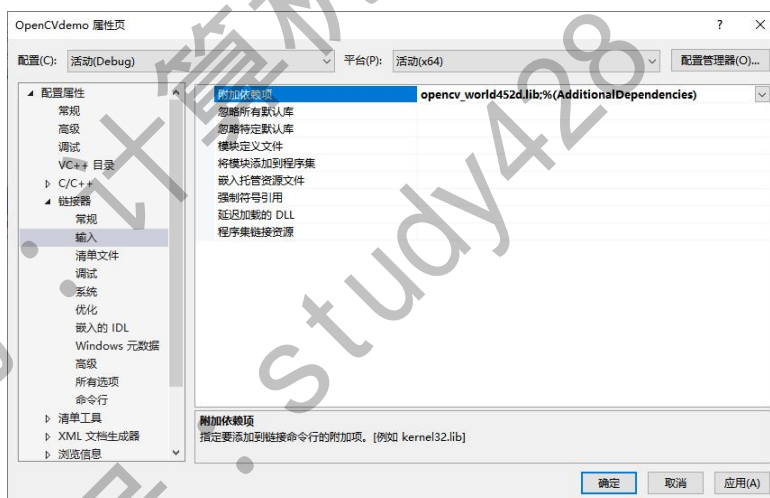 OpenCVdemo 属性页 ? ×
配置(C): 活动(Debug) 平台(P): 活动(x64) 配置管理器(O)...
配置属性
常规
高级
调试
VC++ 目录
C/C++
链接器
常规
输入
清单文件
调试
系统
优化
嵌入的 IDL
Windows 元数据
高级
所有选项
命令行
清单工具
XML 文档生成器
浏览信息
附加依赖项 opencv_world452d.lib;%(AdditionalDependencies)
忽略所有默认库
忽略特定默认库
模块定义文件
将模块添加到程序集
嵌入托管资源文件
强制符号引用
延迟加载的 DLL
程序集链接资源
附加依赖项
指定要添加到链接命令行的附加项。[例如 kernel32.lib]
确定 取消 应用(A)
: study428